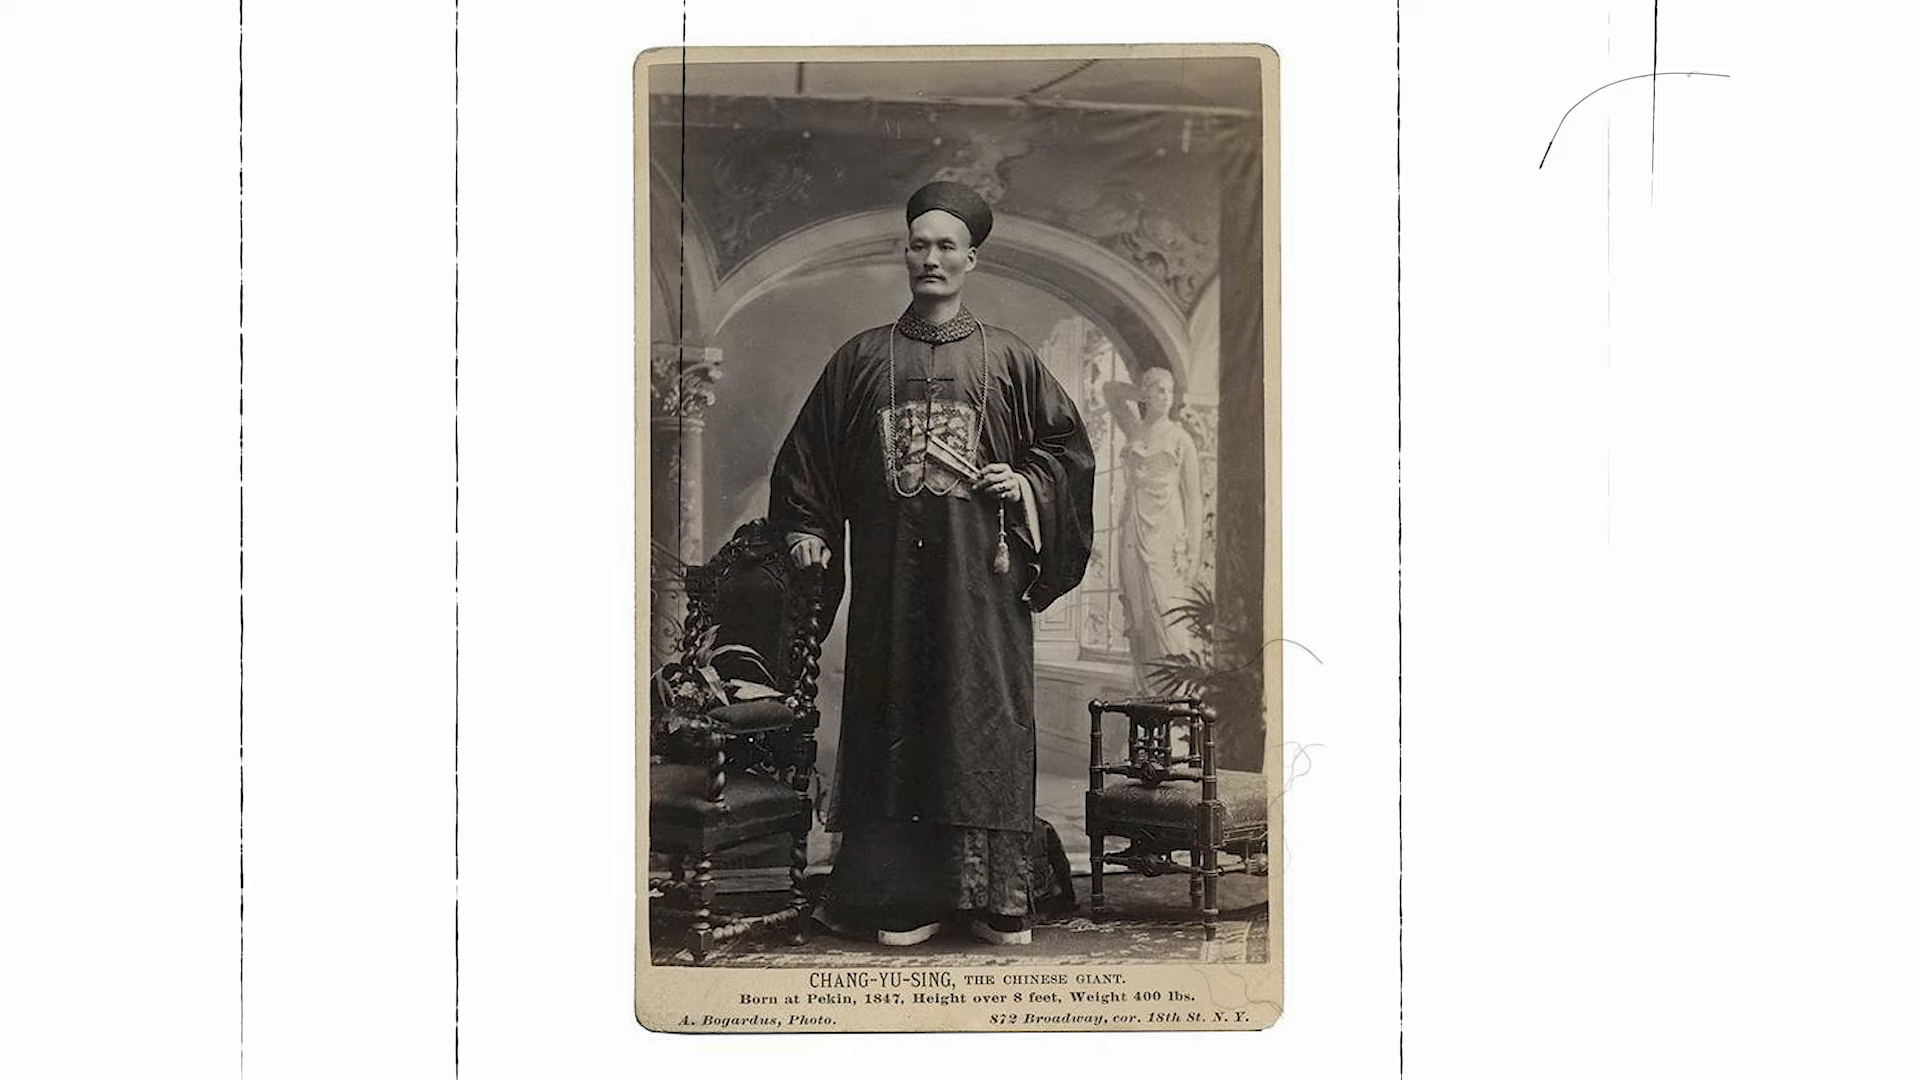 CHANG-YU-SING, THE CHINESE GIANT.
Born at Pekin, 1847, Height over 8 feet, Weight 400 lbs.
A. Bogardus, Photo. 872 Broadway, cor. 18th St. N. Y.